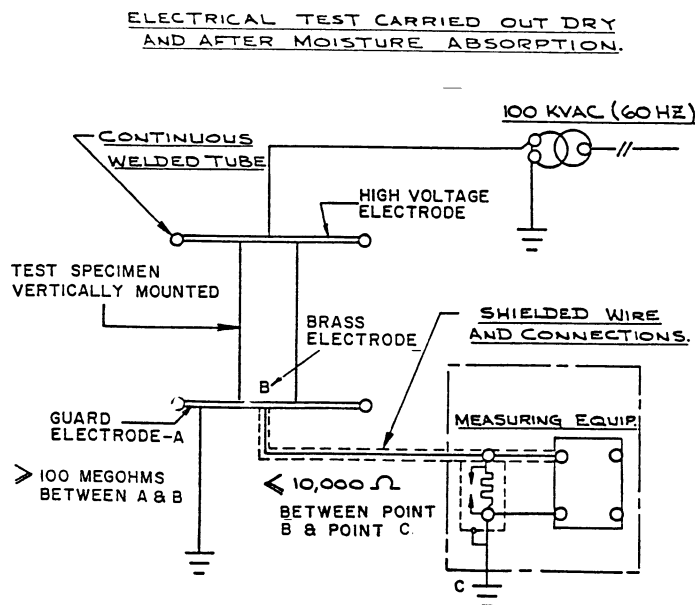 ELECTRICAL TEST CARRIED OUT DRY
AND AFTER MOISTURE ABSORPTION.
100 KVAC (60 HZ)
CONTINUOUS
WELDED TUBE
HIGH VOLTAGE
ELECTRODE
TEST SPECIMEN
VERTICALLY MOUNTED
BRASS
ELECTRODE
SHIELDED WIRE
AND CONNECTIONS.
B
GUARD
ELECTRODE-A
MEASURING EQUIP.
> 100 MEGOHMS
BETWEEN A & B
< 10,000 Ω
BETWEEN POINT
B & POINT C.
C